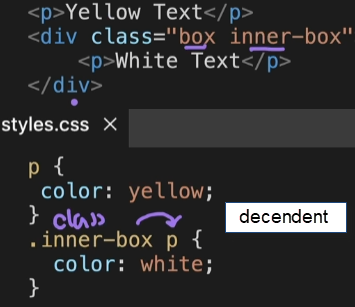 <p>Yellow Text</p>
<div class="box inner-box"
<p>White Text</p>
</div>
styles.css ×
p {
color: yellow;
} class
.inner-box p {
color: white;
}
decendent